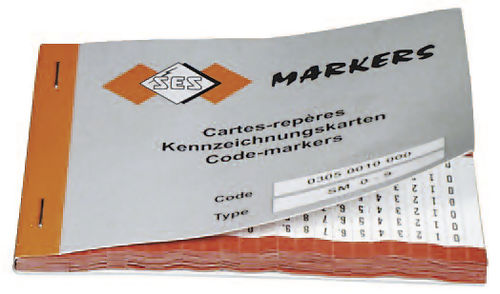 SES
MARKERS
Cartes-repères
Kennzeichnungskarten
Code-markers
Code 0305 0010 000
Type SM 0 - 9